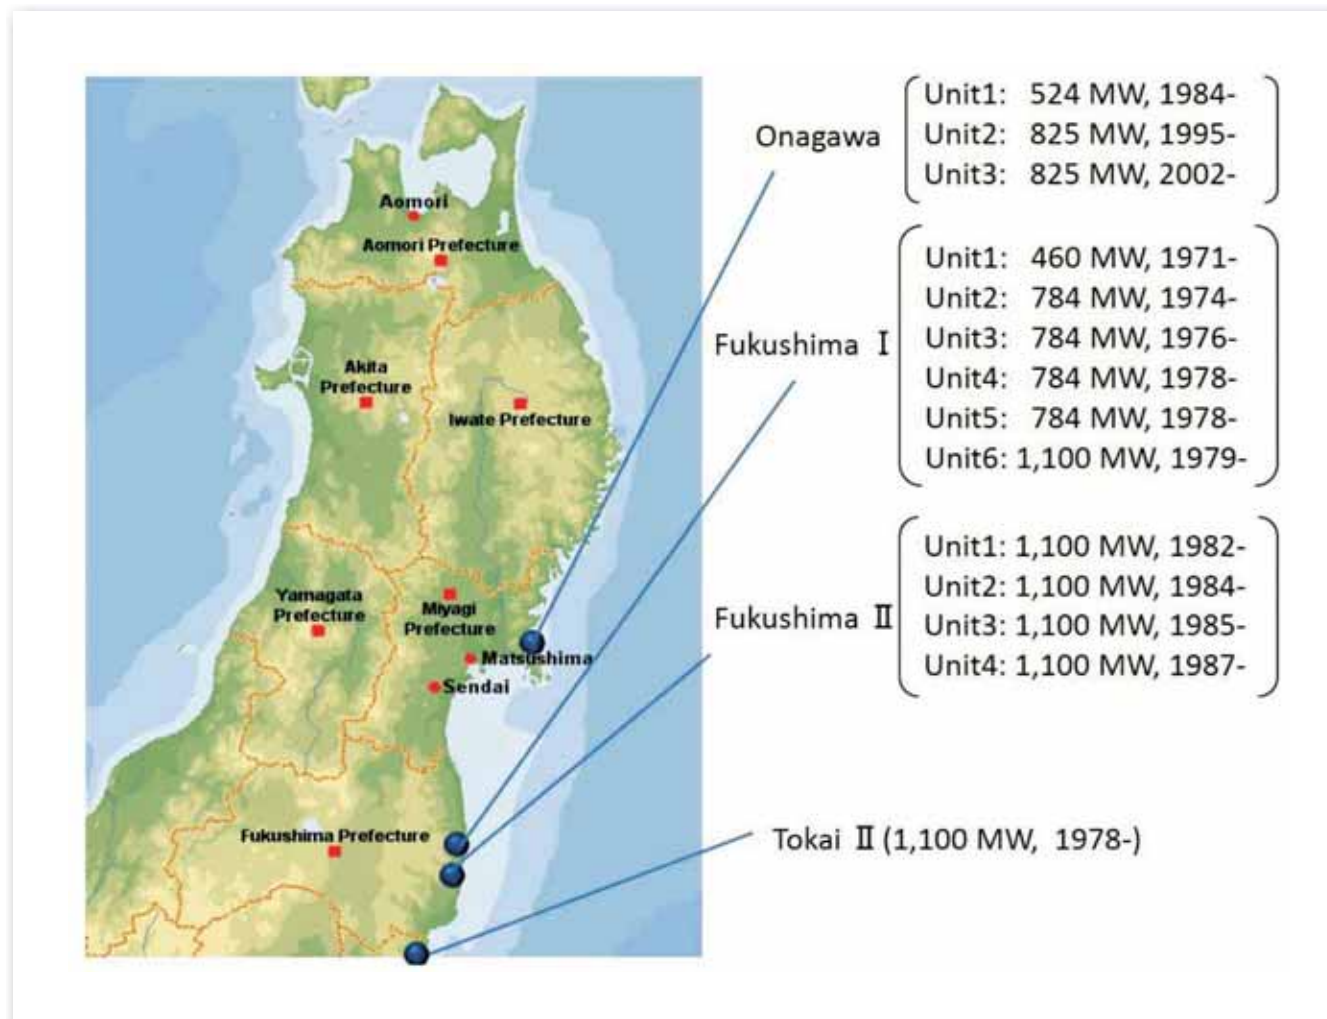 Aomori
Aomori Prefecture
Akita
Prefecture
Iwate Prefecture
Yamagata
Prefecture
Miyagi
Prefecture
Matsushima
Sendai
Fukushima Prefecture
Onagawa
Unit1: 524 MW, 1984-
Unit2: 825 MW, 1995-
Unit3: 825 MW, 2002-
Fukushima Ⅰ
Unit1: 460 MW, 1971-
Unit2: 784 MW, 1974-
Unit3: 784 MW, 1976-
Unit4: 784 MW, 1978-
Unit5: 784 MW, 1978-
Unit6: 1,100 MW, 1979-
Fukushima Ⅱ
Unit1: 1,100 MW, 1982-
Unit2: 1,100 MW, 1984-
Unit3: 1,100 MW, 1985-
Unit4: 1,100 MW, 1987-
Tokai Ⅱ (1,100 MW, 1978-)